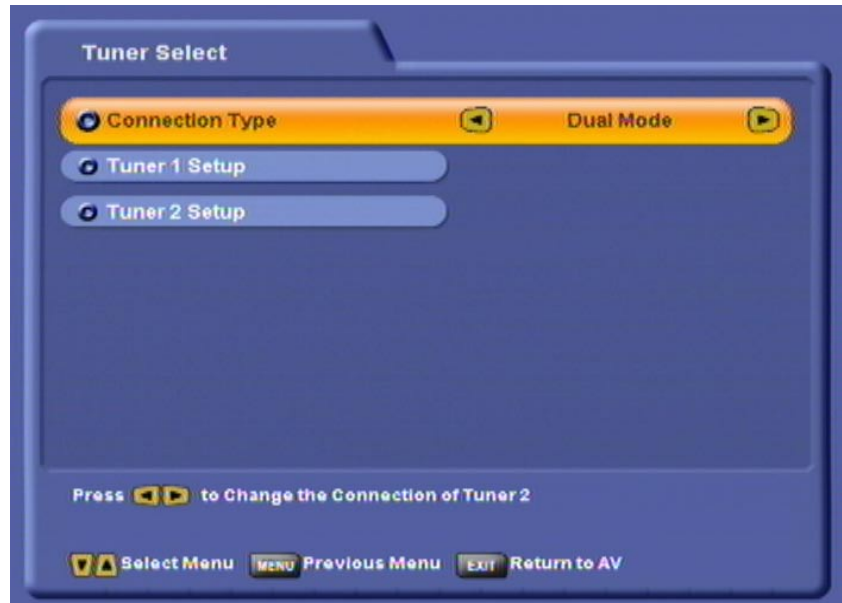 Tuner Select
Connection Type Dual Mode
Tuner 1 Setup
Tuner 2 Setup
Press to Change the Connection of Tuner 2
Select Menu MENU Previous Menu EXIT Return to AV